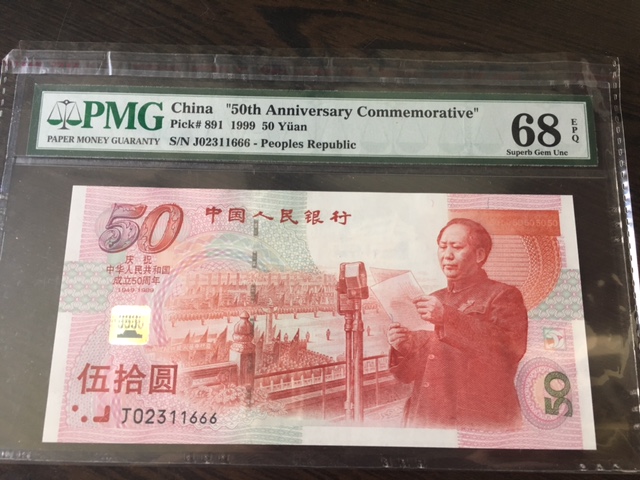 PMG
PAPER MONEY GUARANTY
China "50th Anniversary Commemorative"
Pick# 891 1999 50 Yüan
S/N J02311666 - Peoples Republic
68 EPQ
Superb Gem Unc
50 中国人民银行
庆祝
中华人民共和国
成立50周年
1949-1999
伍拾圆
J02311666
50